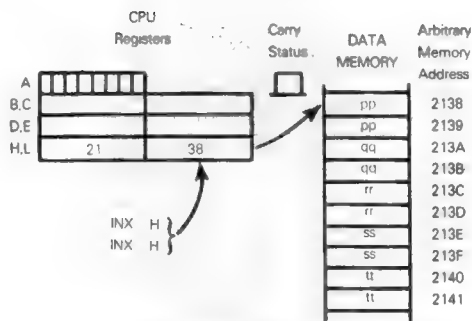 CPU
Registers
Carry
Status
DATA
MEMORY
Arbitrary
Memory
Address
A
B,C
D,E
H,L
21
38
pp 2138
pp 2139
qq 213A
qq 213B
rr 213C
rr 213D
ss 213E
ss 213F
tt 2140
tt 2141
INX H
INX H